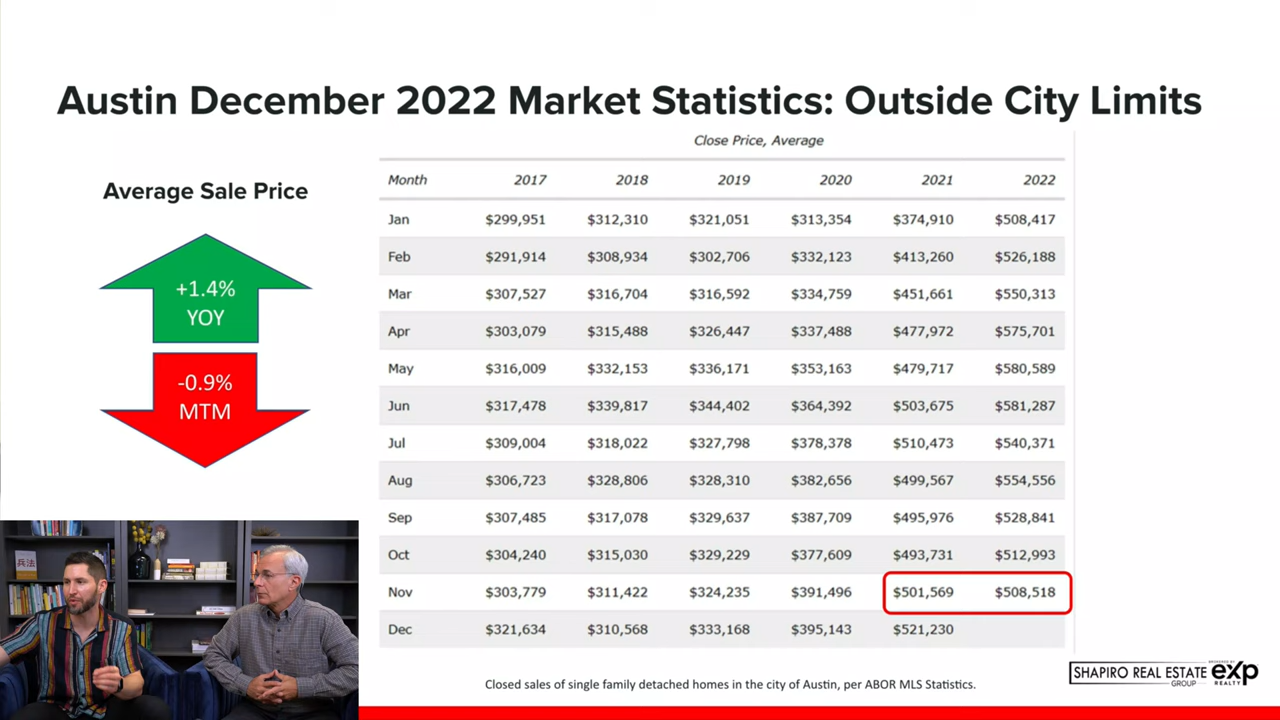 Austin December 2022 Market Statistics: Outside City Limits
Average Sale Price
+1.4%
YOY
-0.9%
MTM
Close Price, Average
Month 2017 2018 2019 2020 2021 2022
Jan $299,951 $312,310 $321,051 $313,354 $374,910 $508,417
Feb $291,914 $308,934 $302,706 $332,123 $413,260 $526,188
Mar $307,527 $316,704 $316,592 $334,759 $451,661 $550,313
Apr $303,079 $315,488 $326,447 $337,488 $477,972 $575,701
May $316,009 $332,153 $336,171 $353,163 $479,717 $580,589
Jun $317,478 $339,817 $344,402 $364,392 $503,675 $581,287
Jul $309,004 $318,022 $327,798 $378,378 $510,473 $540,371
Aug $306,723 $328,806 $328,310 $382,656 $499,567 $554,556
Sep $307,485 $317,078 $329,637 $387,709 $495,976 $528,841
Oct $304,240 $315,030 $329,229 $377,609 $493,731 $512,993
Nov $303,779 $311,422 $324,235 $391,496 $501,569 $508,518
Dec $321,634 $310,568 $333,168 $395,143 $521,230
Closed sales of single family detached homes in the city of Austin, per ABOR MLS Statistics.
SHAPIRO REAL ESTATE
GROUP
exp
REALTY
兵法